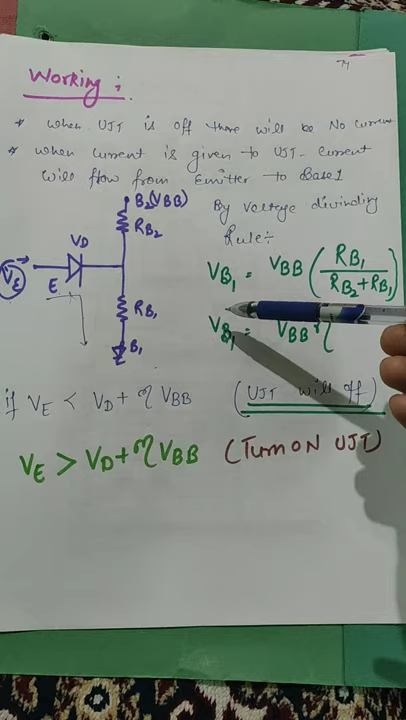 Working :
* When UJT is off there will be No current
* When current is given to UJT - Current
will flow from Emitter to Base1
B2(VBB)
RB2
VD
VE
E
RB1
B1
By Voltage dividing
Rule:-
VB1 = VBB (RB1 / RB2 + RB1)
VB1 = VBB η
if VE < VD + η VBB (UJT will off)
VE > VD + η VBB (Turn ON UJT)